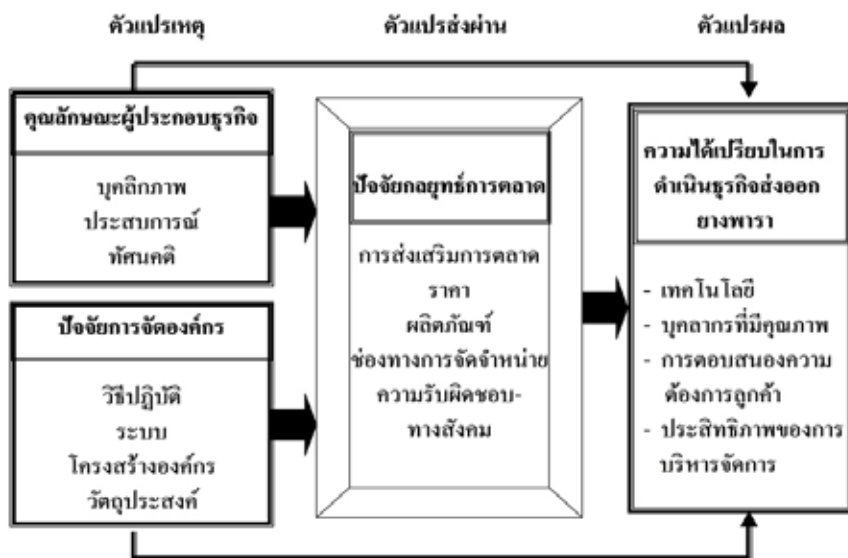 ตัวแปรเหตุ
ตัวแปรส่งผ่าน
ตัวแปรผล
คุณลักษณะผู้ประกอบธุรกิจ
บุคลิกภาพ
ประสบการณ์
ทัศนคติ
ปัจจัยการจัดองค์กร
วิธีปฏิบัติ
ระบบ
โครงสร้างองค์กร
วัตถุประสงค์
ปัจจัยกลยุทธ์การตลาด
การส่งเสริมการตลาด
ราคา
ผลิตภัณฑ์
ช่องทางการจัดจำหน่าย
ความรับผิดชอบ-
ทางสังคม
ความได้เปรียบในการ
ดำเนินธุรกิจส่งออก
ยางพารา
- เทคโนโลยี
- บุคลากรที่มีคุณภาพ
- การตอบสนองความ
ต้องการลูกค้า
- ประสิทธิภาพของการ
บริหารจัดการ